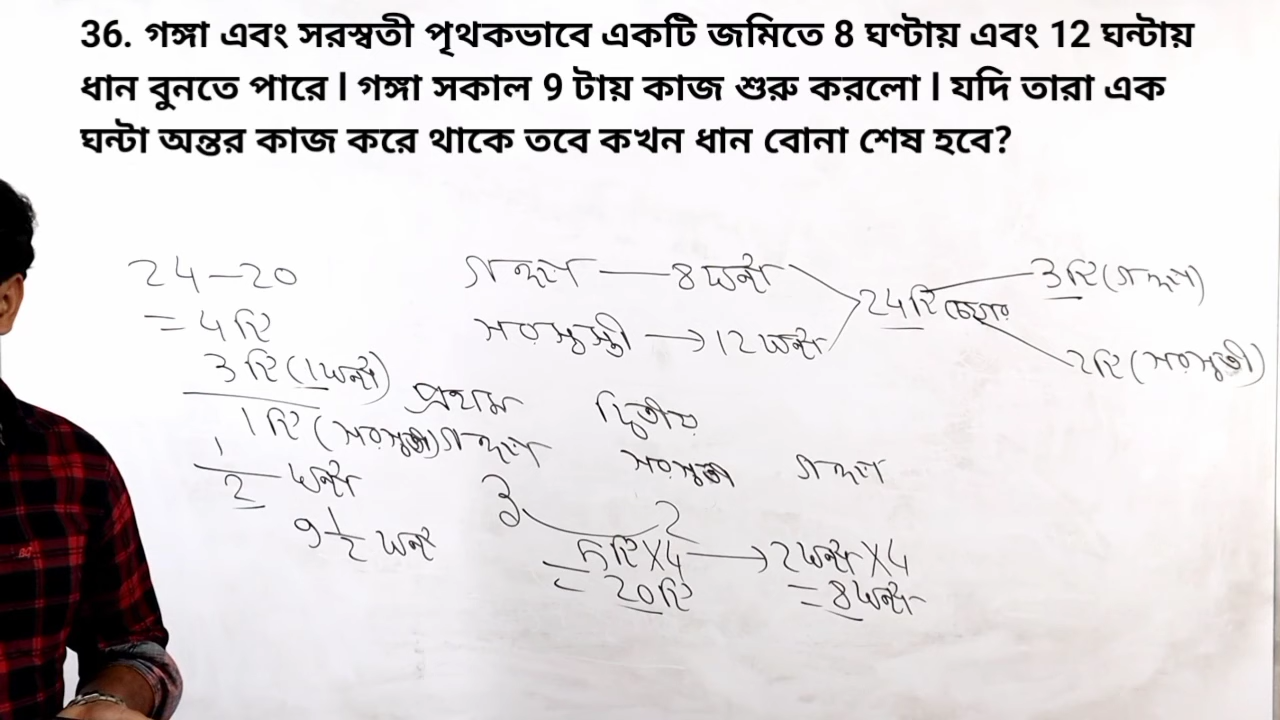 36. গঙ্গা এবং সরস্বতী পৃথকভাবে একটি জমিতে 8 ঘণ্টায় এবং 12 ঘন্টায়
ধান বুনতে পারে। গঙ্গা সকাল 9 টায় কাজ শুরু করলো। যদি তারা এক
ঘন্টা অন্তর কাজ করে থাকে তবে কখন ধান বোনা শেষ হবে?
24-20
= 4টি
3টি (1ঘন্টা)
1টি (সরস্বতী)
1/2 ঘন্টা
9 1/2 ঘন্টা
গঙ্গা — 8 ঘন্টা
সরস্বতী → 12 ঘন্টা
24টি
3টি (গঙ্গা)
2টি (সরস্বতী)
প্রথম দ্বিতীয়
গঙ্গা সরস্বতী গঙ্গা
3 2
= 5টি X4 → 2ঘন্টা X4
= 20টি = 8ঘন্টা